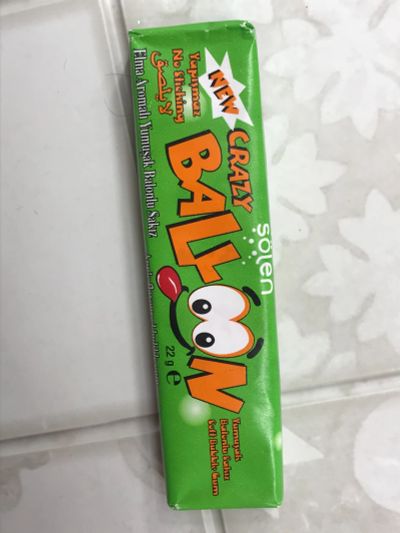 NEW
Yapışmaz
No Sticking
لا يلتصق
CRAZY
BALLOON
şölen
22 g e
Yumuşak
Balonlu Sakız
Soft Bubble Gum
Elma Aromalı Yumuşak Balonlu Sakız